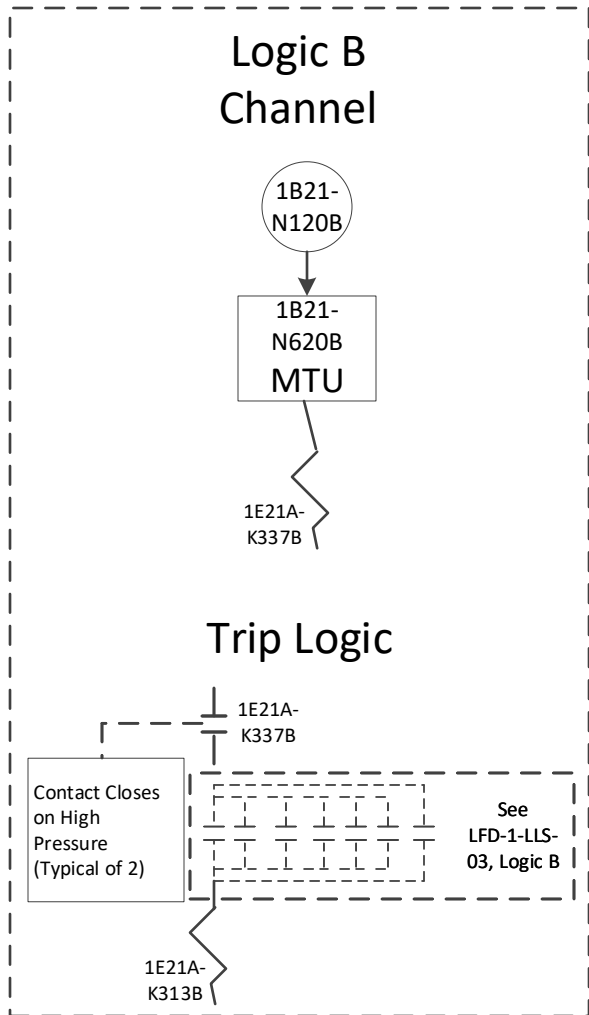 Logic B
Channel
1B21-
N120B
1B21-
N620B
MTU
1E21A-
K337B
Trip Logic
1E21A-
K337B
Contact Closes
on High
Pressure
(Typical of 2)
See
LFD-1-LLS-
03, Logic B
1E21A-
K313B